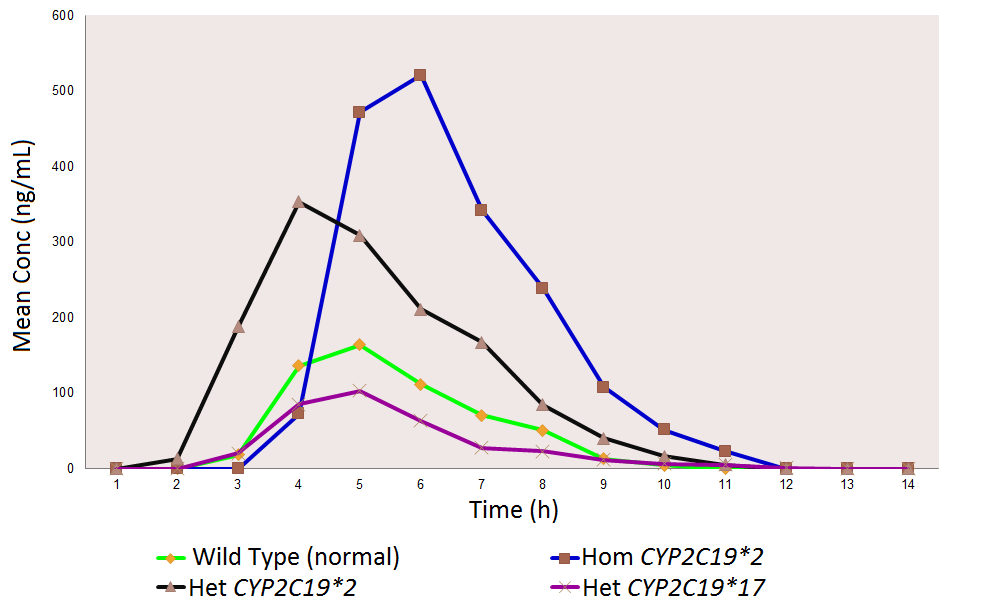 600
500
400
300
200
100
0
Mean Conc (ng/mL)
1 2 3 4 5 6 7 8 9 10 11 12 13 14
Time (h)
Wild Type (normal) Hom CYP2C19*2
Het CYP2C19*2 Het CYP2C19*17